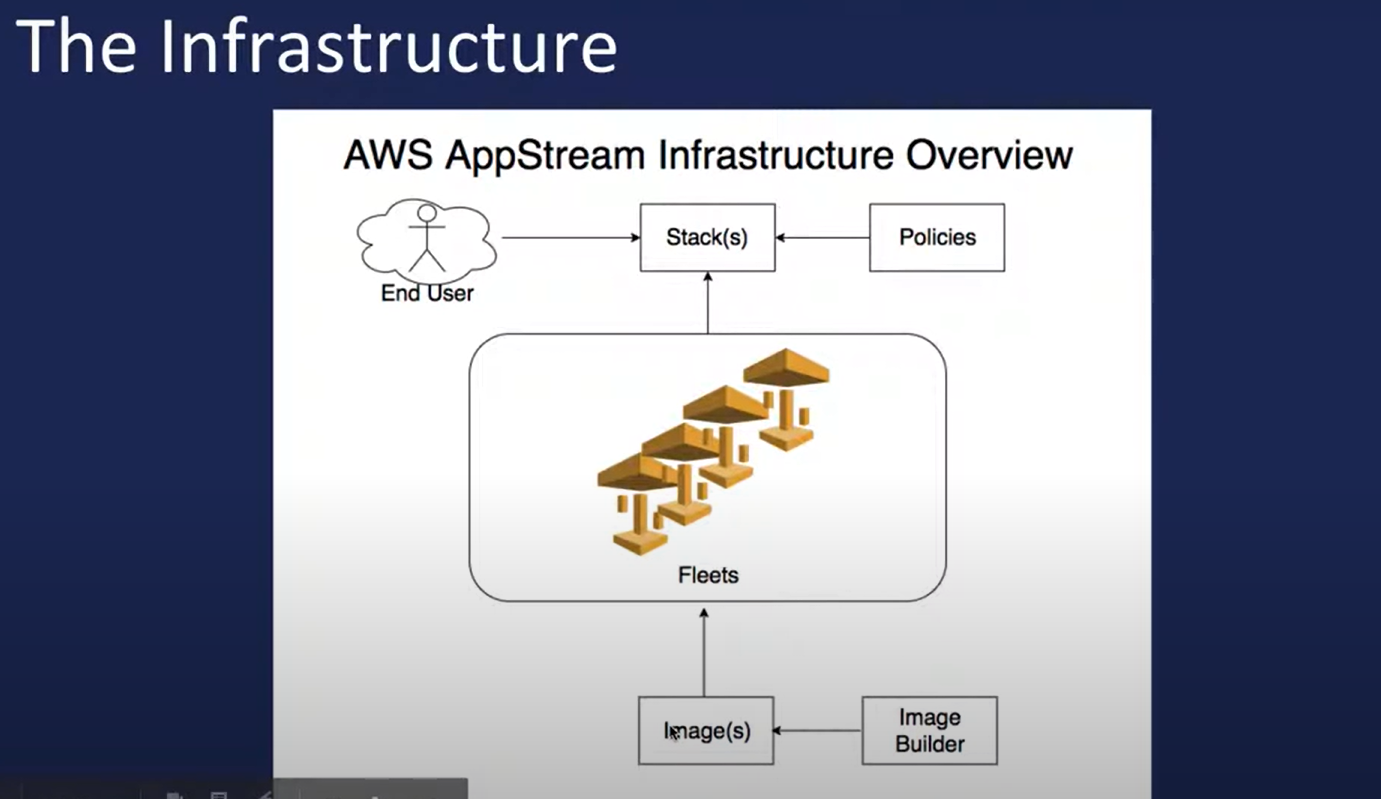 The Infrastructure
AWS AppStream Infrastructure Overview
Stack(s)
Policies
End User
Fleets
Image(s)
Image
Builder